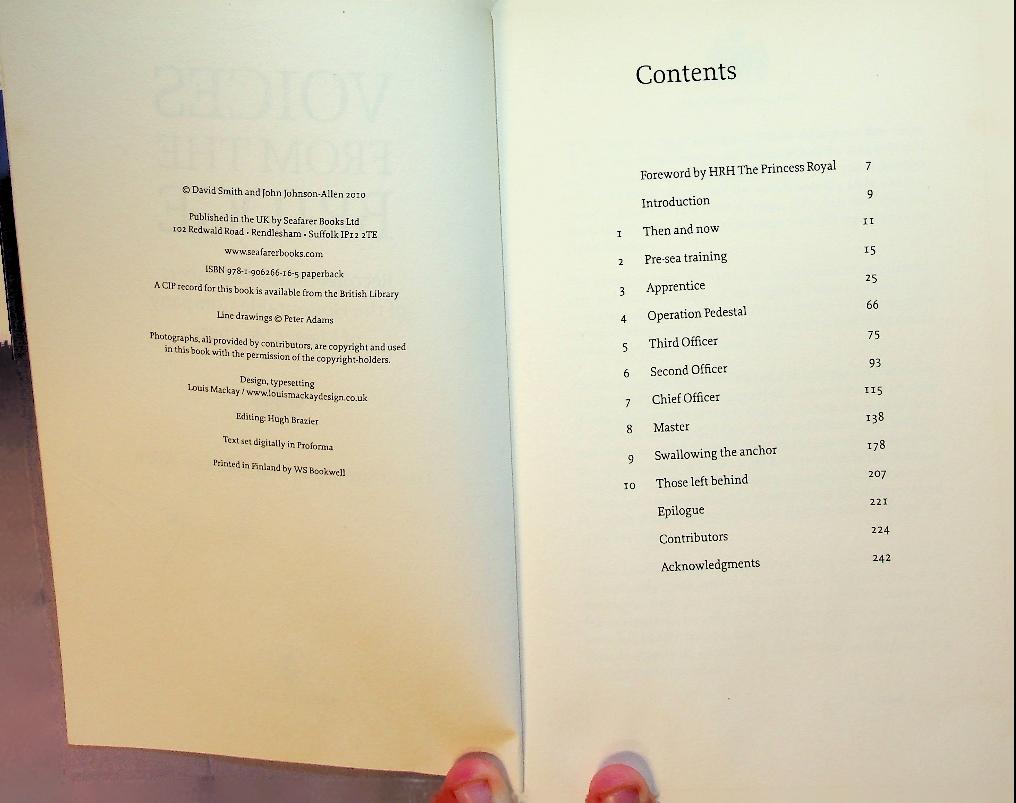 © David Smith and John Johnson-Allen 2010
Published in the UK by Seafarer Books Ltd
102 Redwald Road · Rendlesham · Suffolk IP12 2TE
www.seafarerbooks.com
ISBN 978-1-906266-16-5 paperback
A CIP record for this book is available from the British Library
Line drawings © Peter Adams
Photographs, all provided by contributors, are copyright and used
in this book with the permission of the copyright-holders.
Design, typesetting
Louis Mackay / www.louismackaydesign.co.uk
Editing: Hugh Brazier
Text set digitally in Proforma
Printed in Finland by WS Bookwell
Contents
Foreword by HRH The Princess Royal 7
Introduction 9
1 Then and now 11
2 Pre-sea training 15
3 Apprentice 25
4 Operation Pedestal 66
5 Third Officer 75
6 Second Officer 93
7 Chief Officer 115
8 Master 138
9 Swallowing the anchor 178
10 Those left behind 207
Epilogue 221
Contributors 224
Acknowledgments 242